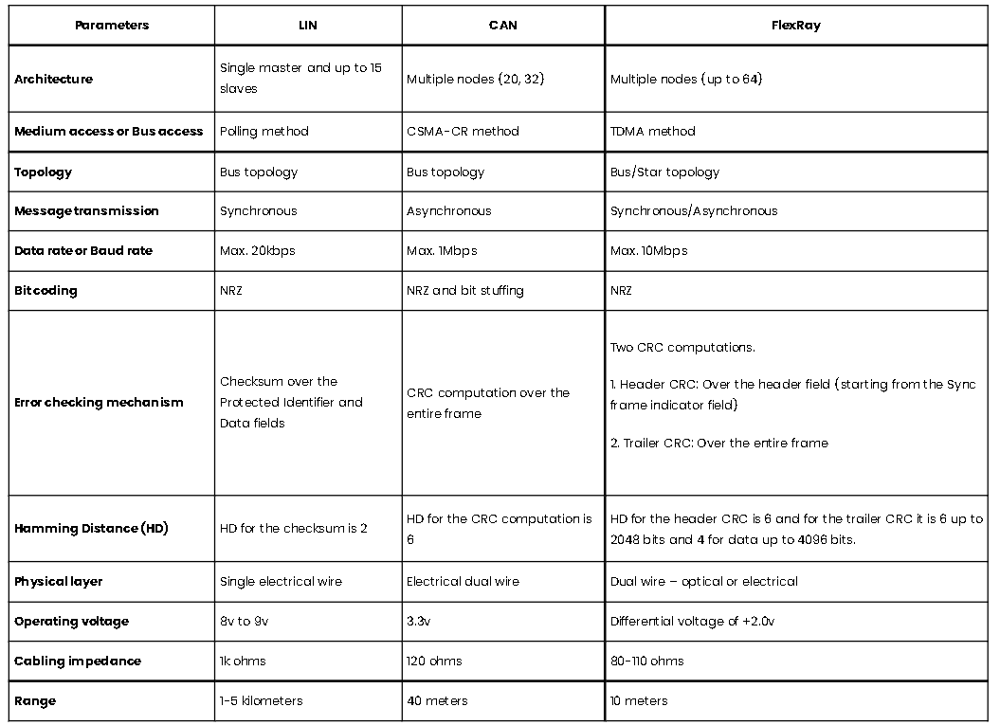 Parameters LIN CAN FlexRay
Architecture Single master and up to 15 Multiple nodes (20, 32) Multiple nodes (up to 64)
slaves
Medium access or Bus access Polling method CSMA-CR method TDMA method
Topology Bus topology Bus topology Bus/Star topology
Message transmission Synchronous Asynchronous Synchronous/Asynchronous
Data rate or Baud rate Max. 20kbps Max. 1Mbps Max. 10Mbps
Bit coding NRZ NRZ and bit stuffing NRZ
Error checking mechanism
Checksum over the
Protected Identifier and
Data fields
CRC computation over the
entire frame
Two CRC computations.
1. Header CRC: Over the header field (starting from the Sync
frame indicator field)
2. Trailer CRC: Over the entire frame
Hamming Distance (HD) HD for the checksum is 2
HD for the CRC computation is
6
HD for the header CRC is 6 and for the trailer CRC it is 6 up to
2048 bits and 4 for data up to 4096 bits.
Physical layer Single electrical wire Electrical dual wire Dual wire – optical or electrical
Operating voltage 8v to 9v 3.3v Differential voltage of +2.0v
Cabling impedance 1k ohms 120 ohms 80-110 ohms
Range 1-5 kilometers 40 meters 10 meters